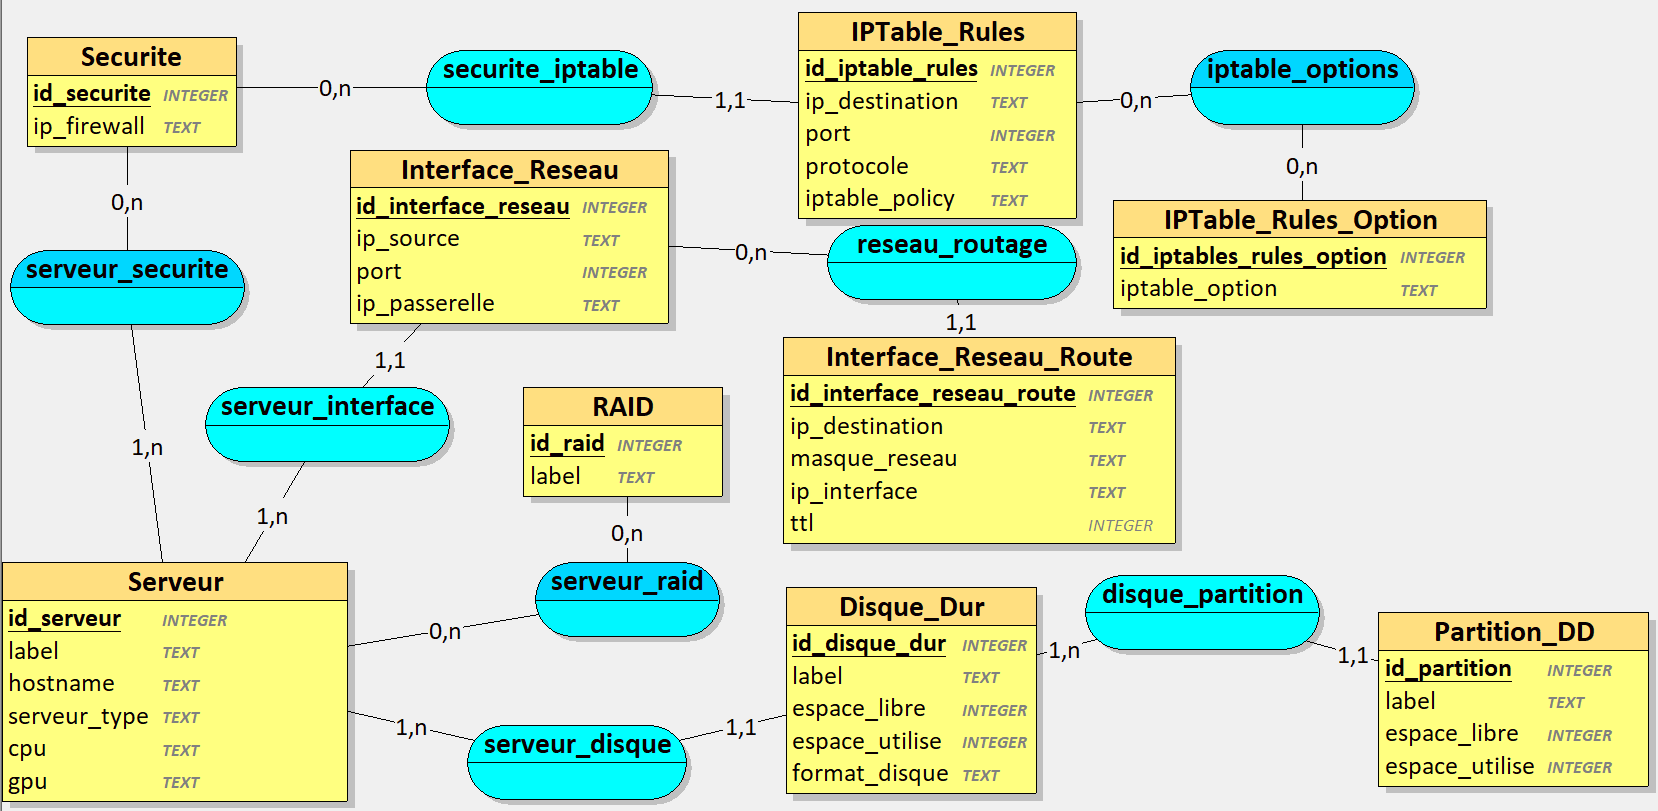 Securite
id_securite INTEGER
ip_firewall TEXT
0,n
securite_iptable
1,1
IPTable_Rules
id_iptable_rules INTEGER
ip_destination TEXT
port INTEGER
protocole TEXT
iptable_policy TEXT
0,n
iptable_options
0,n
IPTable_Rules_Option
id_iptables_rules_option INTEGER
iptable_option TEXT
0,n
serveur_securite
1,n
Interface_Reseau
id_interface_reseau INTEGER
ip_source TEXT
port INTEGER
ip_passerelle TEXT
0,n
reseau_routage
1,1
Interface_Reseau_Route
id_interface_reseau_route INTEGER
ip_destination TEXT
masque_reseau TEXT
ip_interface TEXT
ttl INTEGER
1,1
serveur_interface
1,n
RAID
id_raid INTEGER
label TEXT
0,n
serveur_raid
0,n
Serveur
id_serveur INTEGER
label TEXT
hostname TEXT
serveur_type TEXT
cpu TEXT
gpu TEXT
1,n
serveur_disque
1,1
Disque_Dur
id_disque_dur INTEGER
label TEXT
espace_libre INTEGER
espace_utilise INTEGER
format_disque TEXT
1,n
disque_partition
1,1
Partition_DD
id_partition INTEGER
label TEXT
espace_libre INTEGER
espace_utilise INTEGER